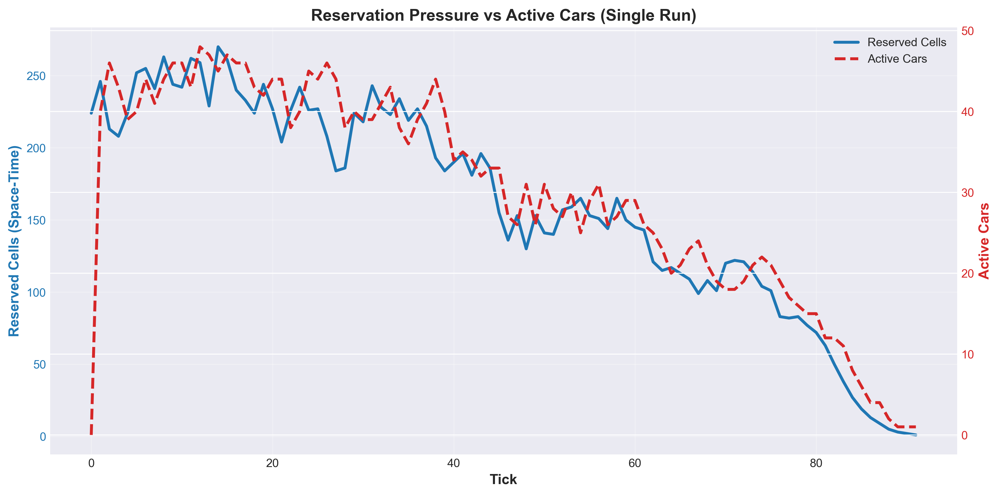 Reservation Pressure vs Active Cars (Single Run)
Reserved Cells
Active Cars
Reserved Cells (Space-Time)
250
200
150
100
50
0
50
40
30
20
10
0
Active Cars
0 20 40 60 80
Tick